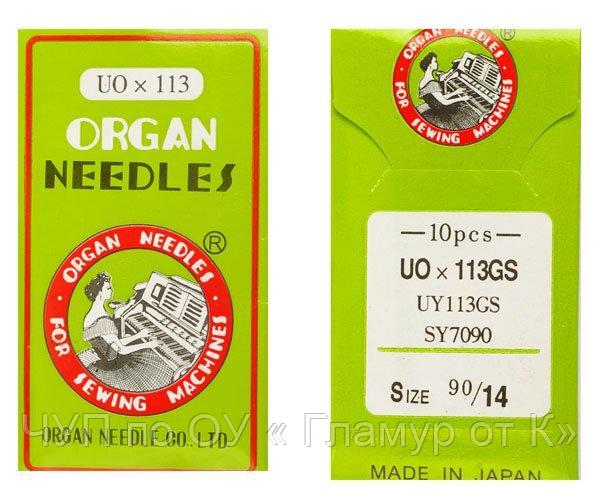 UO × 113
ORGAN
NEEDLES
®
· ORGAN NEEDLES ·
FOR SEWING MACHINES
ORGAN NEEDLE CO., LTD.
ORGAN NEEDLES
FOR SEWING MACHINES
—10pcs—
UO × 113GS
UY113GS
SY7090
SIZE 90/14
ЧУП по ОУ « Гламур от К»
MADE IN JAPAN